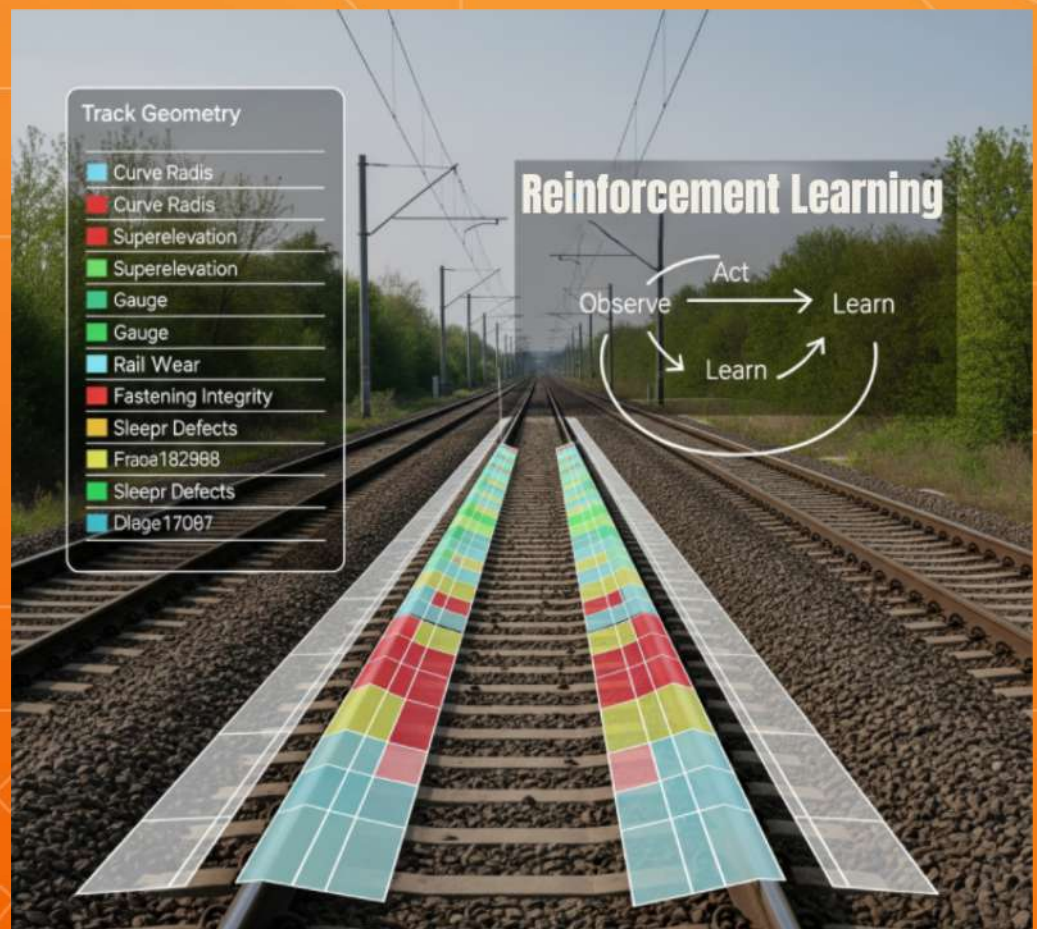 Track Geometry
Curve Radis
Curve Radis
Superelevation
Superelevation
Gauge
Gauge
Rail Wear
Fastening Integrity
Sleepr Defects
Fraoa182988
Sleepr Defects
Dlage17087
Reinforcement Learning
Act
Observe
Learn
Learn